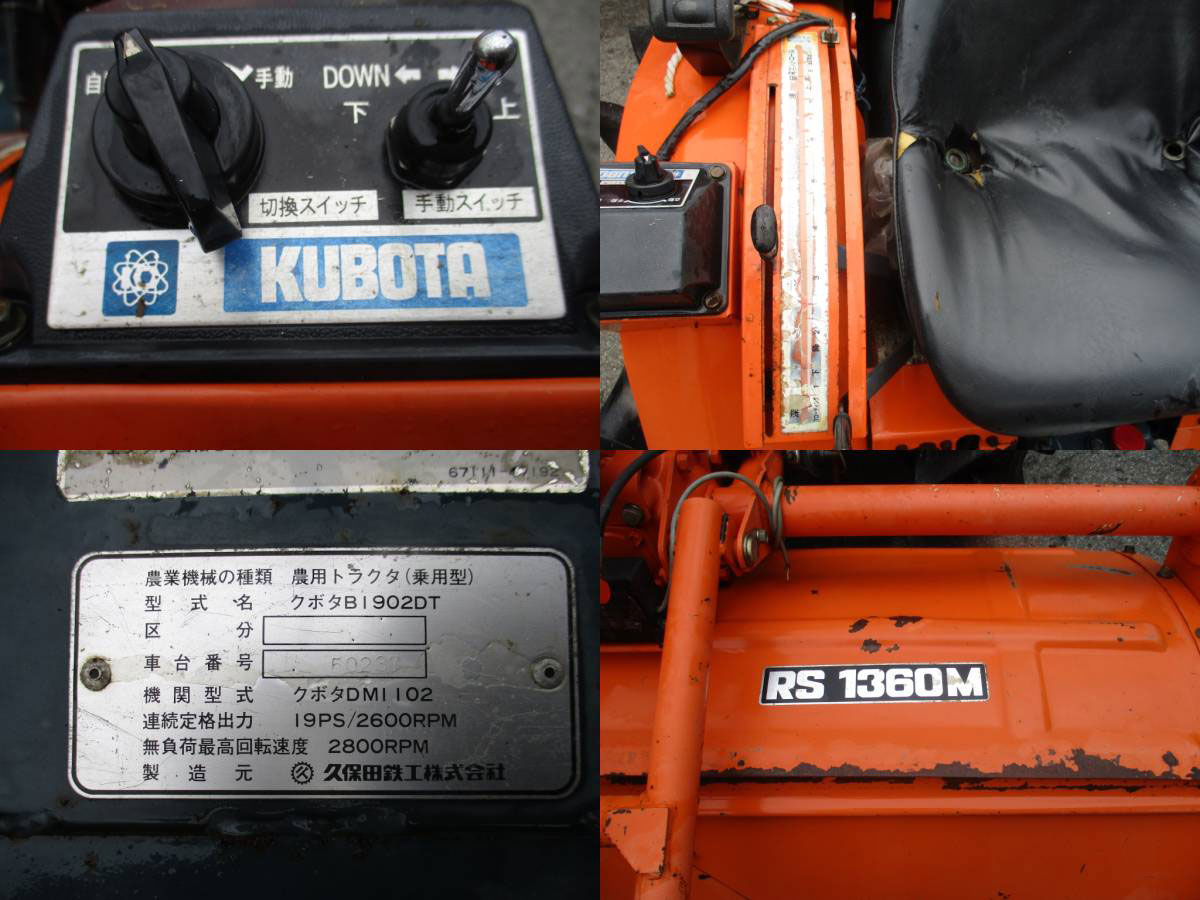 自
手動
DOWN
下
上
切換スイッチ
手動スイッチ
KUBOTA
農業機械の種類 農用トラクタ(乗用型)
型式名 クボタB1902DT
区分
車台番号
機関型式 クボタDM1102
連続定格出力 19PS/2600RPM
無負荷最高回転速度 2800RPM
製造元 久保田鉄工株式会社
RS 1360M